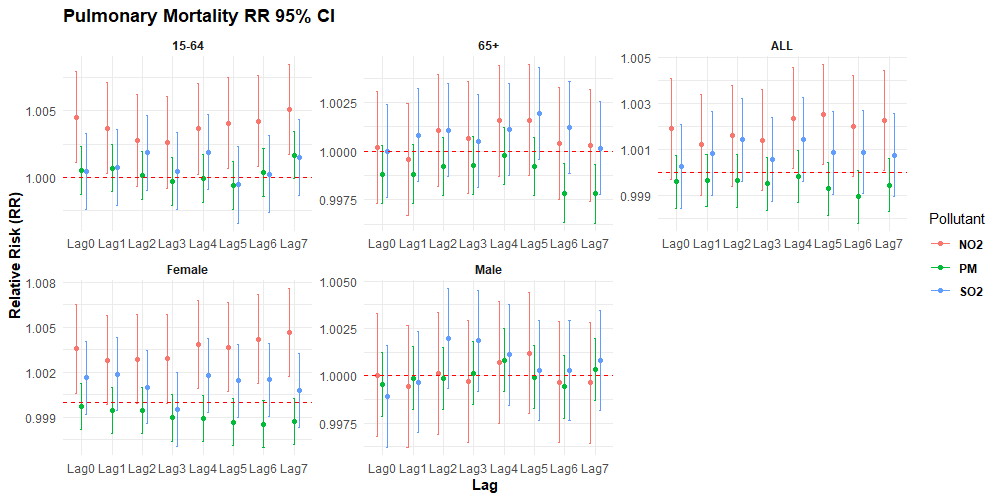 Pulmonary Mortality RR 95% CI
15-64
65+
ALL
1.005
1.000
1.0025
1.0000
0.9975
1.005
1.003
1.001
0.999
Lag0 Lag1 Lag2 Lag3 Lag4 Lag5 Lag6 Lag7
Lag0 Lag1 Lag2 Lag3 Lag4 Lag5 Lag6 Lag7
Lag0 Lag1 Lag2 Lag3 Lag4 Lag5 Lag6 Lag7
Female
Male
1.008
1.005
1.002
0.999
1.0050
1.0025
1.0000
0.9975
Lag0 Lag1 Lag2 Lag3 Lag4 Lag5 Lag6 Lag7
Lag0 Lag1 Lag2 Lag3 Lag4 Lag5 Lag6 Lag7
Relative Risk (RR)
Lag
Pollutant
NO2
PM
SO2